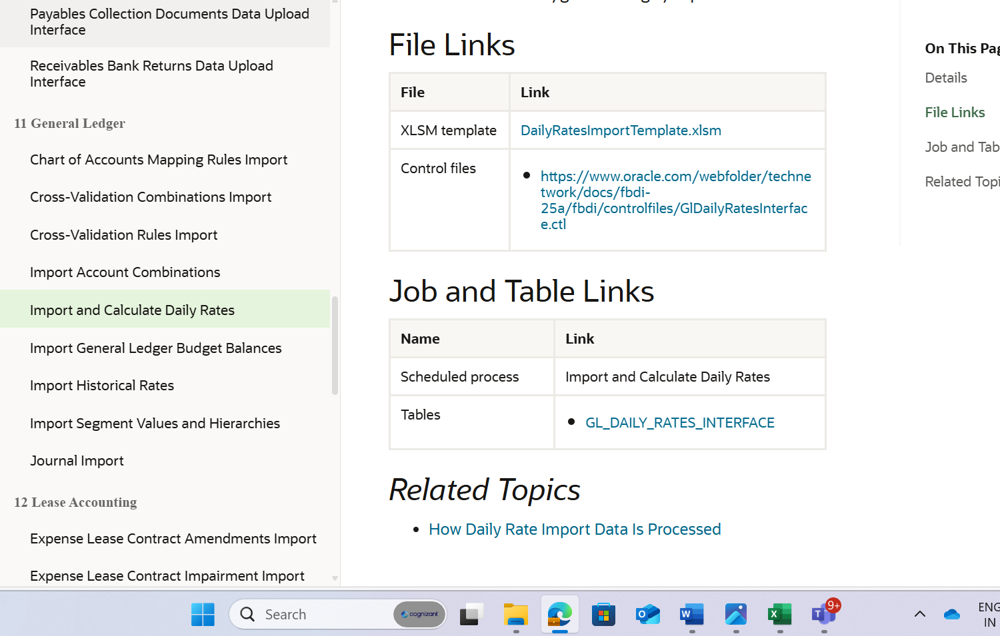 Payables Collection Documents Data Upload
Interface
Receivables Bank Returns Data Upload
Interface
11 General Ledger
Chart of Accounts Mapping Rules Import
Cross-Validation Combinations Import
Cross-Validation Rules Import
Import Account Combinations
Import and Calculate Daily Rates
Import General Ledger Budget Balances
Import Historical Rates
Import Segment Values and Hierarchies
Journal Import
12 Lease Accounting
Expense Lease Contract Amendments Import
Expense Lease Contract Impairment Import
File Links
File Link
XLSM template DailyRatesImportTemplate.xlsm
Control files
https://www.oracle.com/webfolder/techne
twork/docs/fbdi-
25a/fbdi/controlfiles/GlDailyRatesInterfac
e.ctl
Job and Table Links
Name Link
Scheduled process Import and Calculate Daily Rates
Tables
GL_DAILY_RATES_INTERFACE
Related Topics
How Daily Rate Import Data Is Processed
On This Pag
Details
File Links
Job and Tab
Related Topi
Search
cognizant
9+
ENG
IN